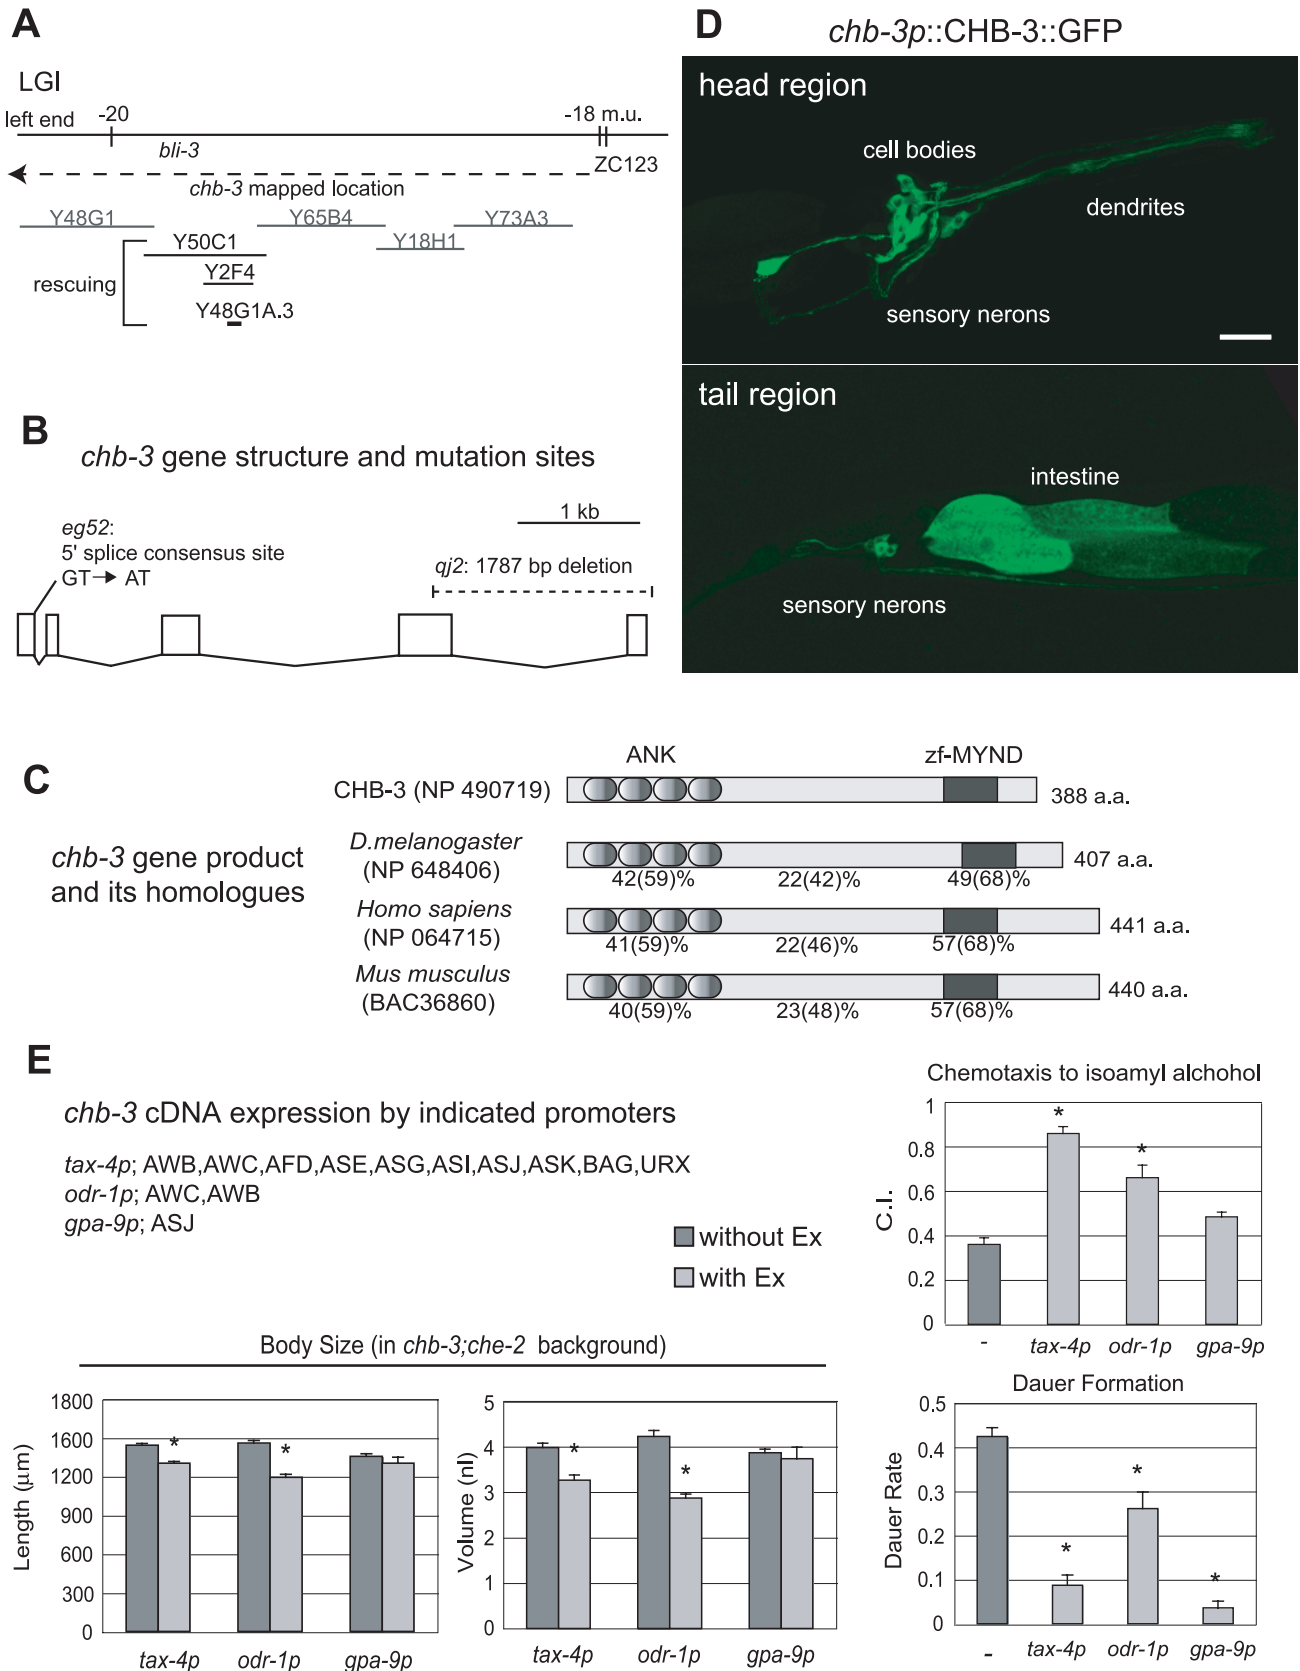 A
LGI
left end
-20
-18 m.u.
bli-3
ZC123
chb-3 mapped location
Y48G1
Y65B4
Y73A3
Y50C1
Y18H1
rescuing
Y2F4
Y48G1A.3
B
chb-3 gene structure and mutation sites
eg52:
5' splice consensus site
GT→ AT
1 kb
qj2: 1787 bp deletion
D
chb-3p::CHB-3::GFP
head region
cell bodies
dendrites
sensory nerons
tail region
intestine
sensory nerons
C
chb-3 gene product
and its homologues
ANK
zf-MYND
CHB-3 (NP 490719)
388 a.a.
D.melanogaster
(NP 648406)
407 a.a.
42(59)%
22(42)%
49(68)%
Homo sapiens
(NP 064715)
441 a.a.
41(59)%
22(46)%
57(68)%
Mus musculus
(BAC36860)
440 a.a.
40(59)%
23(48)%
57(68)%
E
chb-3 cDNA expression by indicated promoters
tax-4p; AWB,AWC,AFD,ASE,ASG,ASI,ASJ,ASK,BAG,URX
odr-1p; AWC,AWB
gpa-9p; ASJ
without Ex
with Ex
Chemotaxis to isoamyl alchohol
C.I.
1
0.8
0.6
0.4
0.2
0
*
*
-
tax-4p
odr-1p
gpa-9p
Body Size (in chb-3;che-2 background)
Length (μm)
1800
1600
1200
900
600
300
0
*
*
tax-4p
odr-1p
gpa-9p
Volume (nl)
5
4
3
2
1
0
*
*
tax-4p
odr-1p
gpa-9p
Dauer Formation
Dauer Rate
0.5
0.4
0.3
0.2
0.1
0
*
*
*
-
tax-4p
odr-1p
gpa-9p